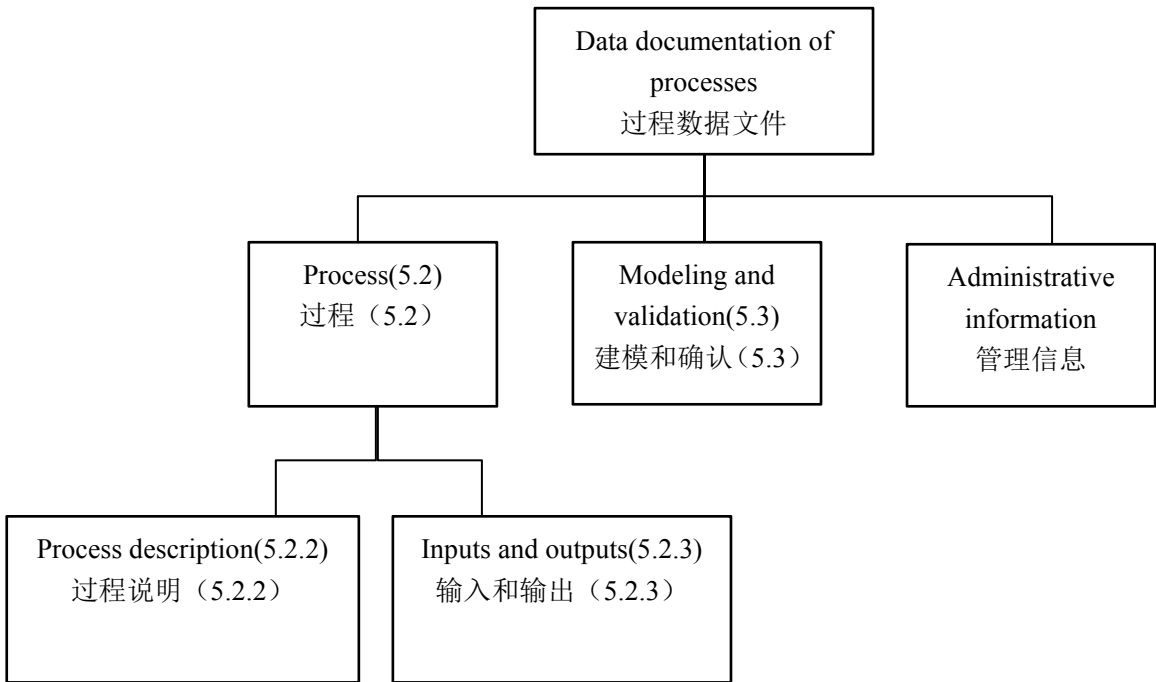 Data documentation of
processes
过程数据文件
Process(5.2)
过程（5.2）
Modeling and
validation(5.3)
建模和确认（5.3）
Administrative
information
管理信息
Process description(5.2.2)
过程说明（5.2.2）
Inputs and outputs(5.2.3)
输入和输出（5.2.3）